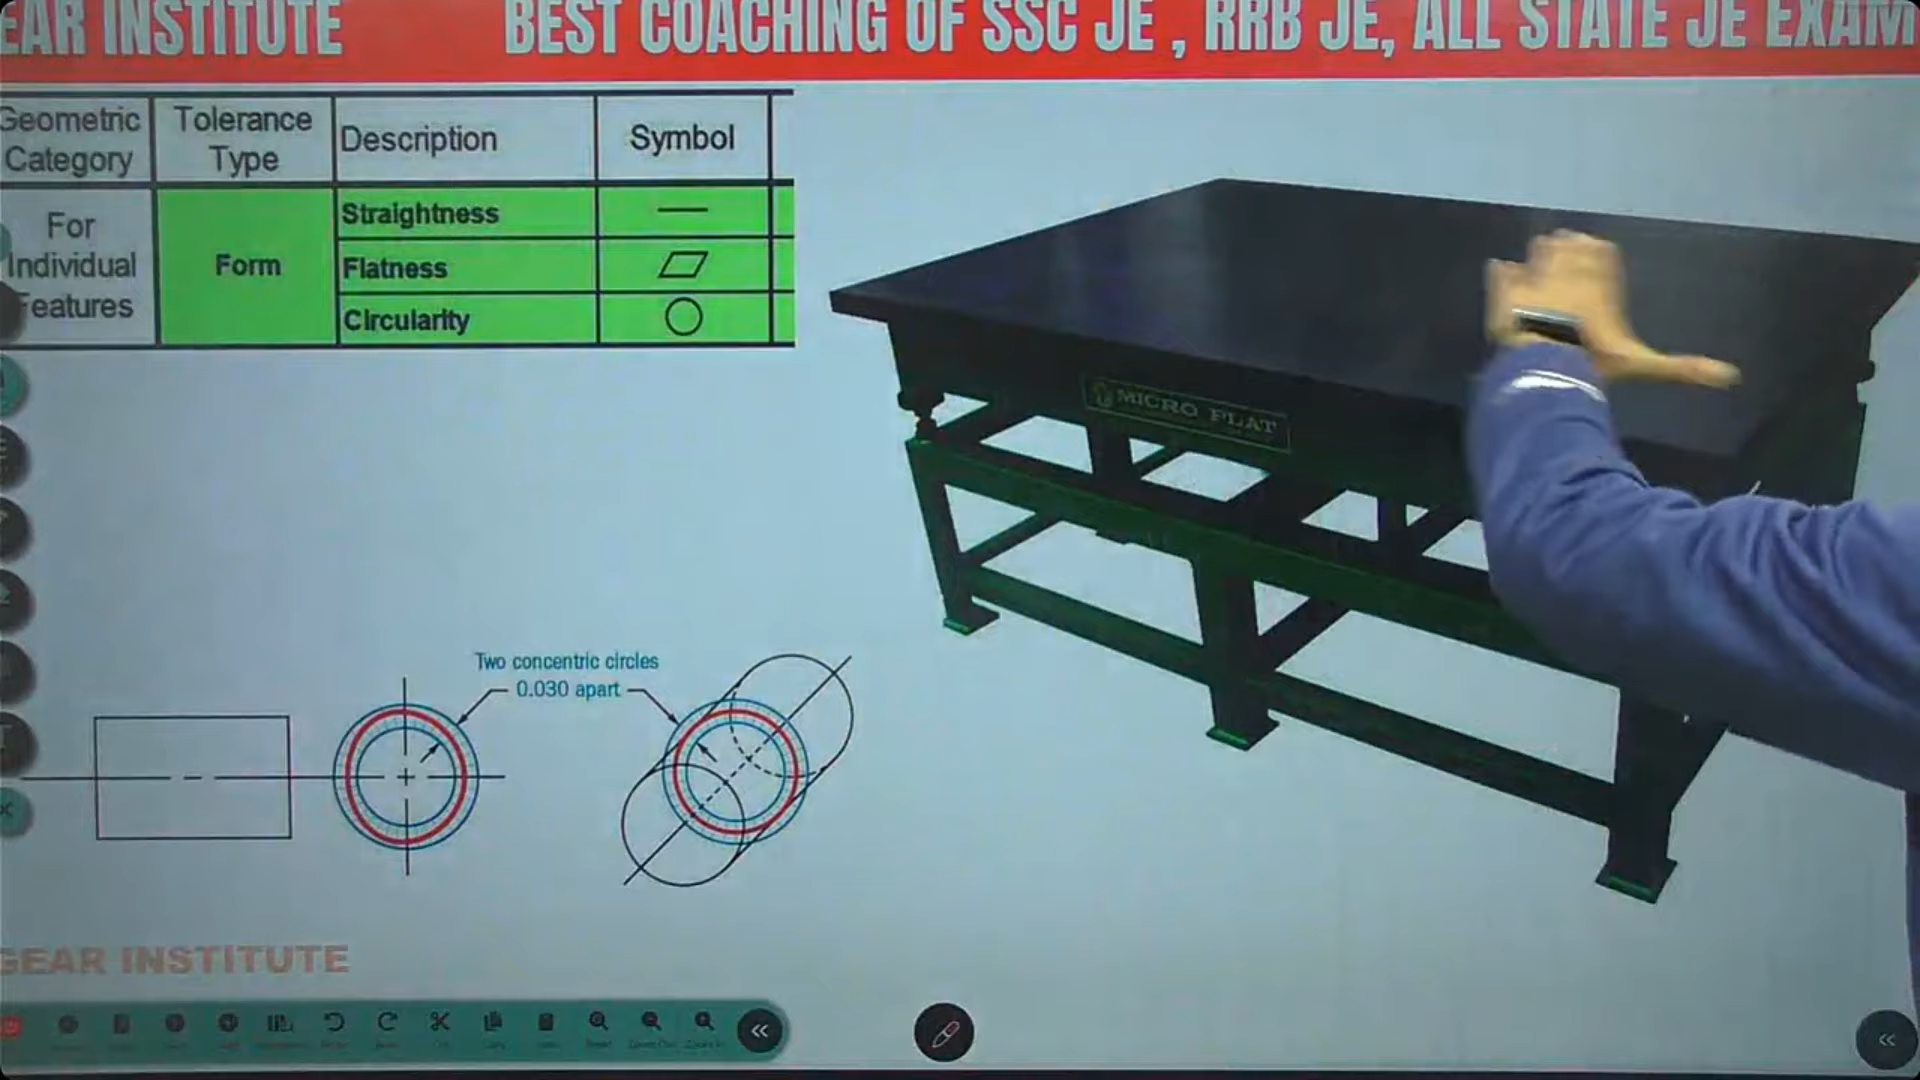 EAR INSTITUTE
BEST COACHING OF SSC JE , RRB JE, ALL STATE JE EXAM
Geometric Category
Tolerance Type
Description
Symbol
For Individual Features
Form
Straightness
Flatness
Circularity
MICRO FLAT
Two concentric circles
0.030 apart
GEAR INSTITUTE